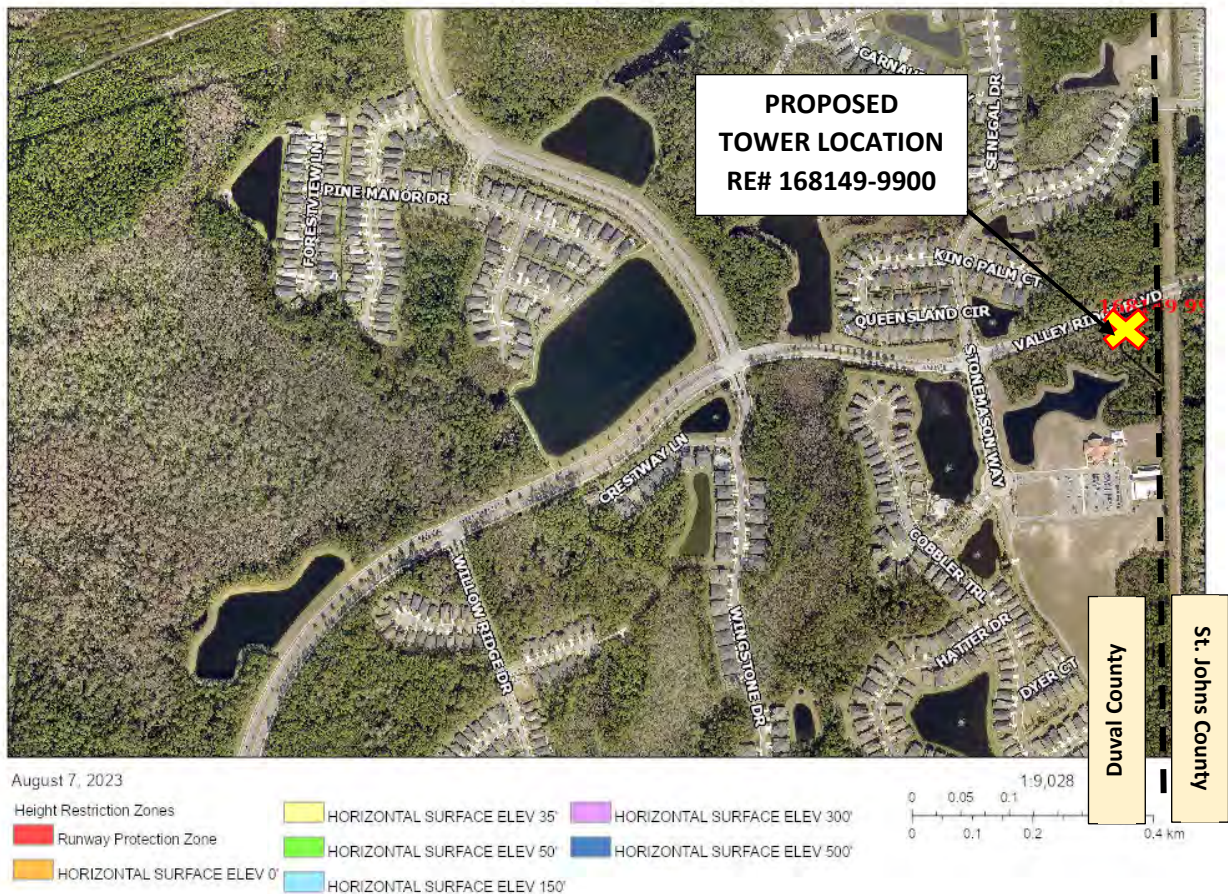 CARNAU
SENEGAL DR
PROPOSED
TOWER LOCATION
RE# 168149-9900
FORESTVIEW LN
PINE MANOR DR
KING PALM CT
QUEENSLAND CIR
VALLEY RIDGE BLVD
STONEMASON WAY
CRESTWAY LN
COBBLER TRL
WILLOW RIDGE DR
WINGSTONE DR
HATTER DR
DYER CT
Duval County
St. Johns County
August 7, 2023
1:9,028
Height Restriction Zones
Runway Protection Zone
HORIZONTAL SURFACE ELEV 0'
HORIZONTAL SURFACE ELEV 35'
HORIZONTAL SURFACE ELEV 50'
HORIZONTAL SURFACE ELEV 150'
HORIZONTAL SURFACE ELEV 300'
HORIZONTAL SURFACE ELEV 500'
0 0.05 0.1
0 0.1 0.2 0.4 km